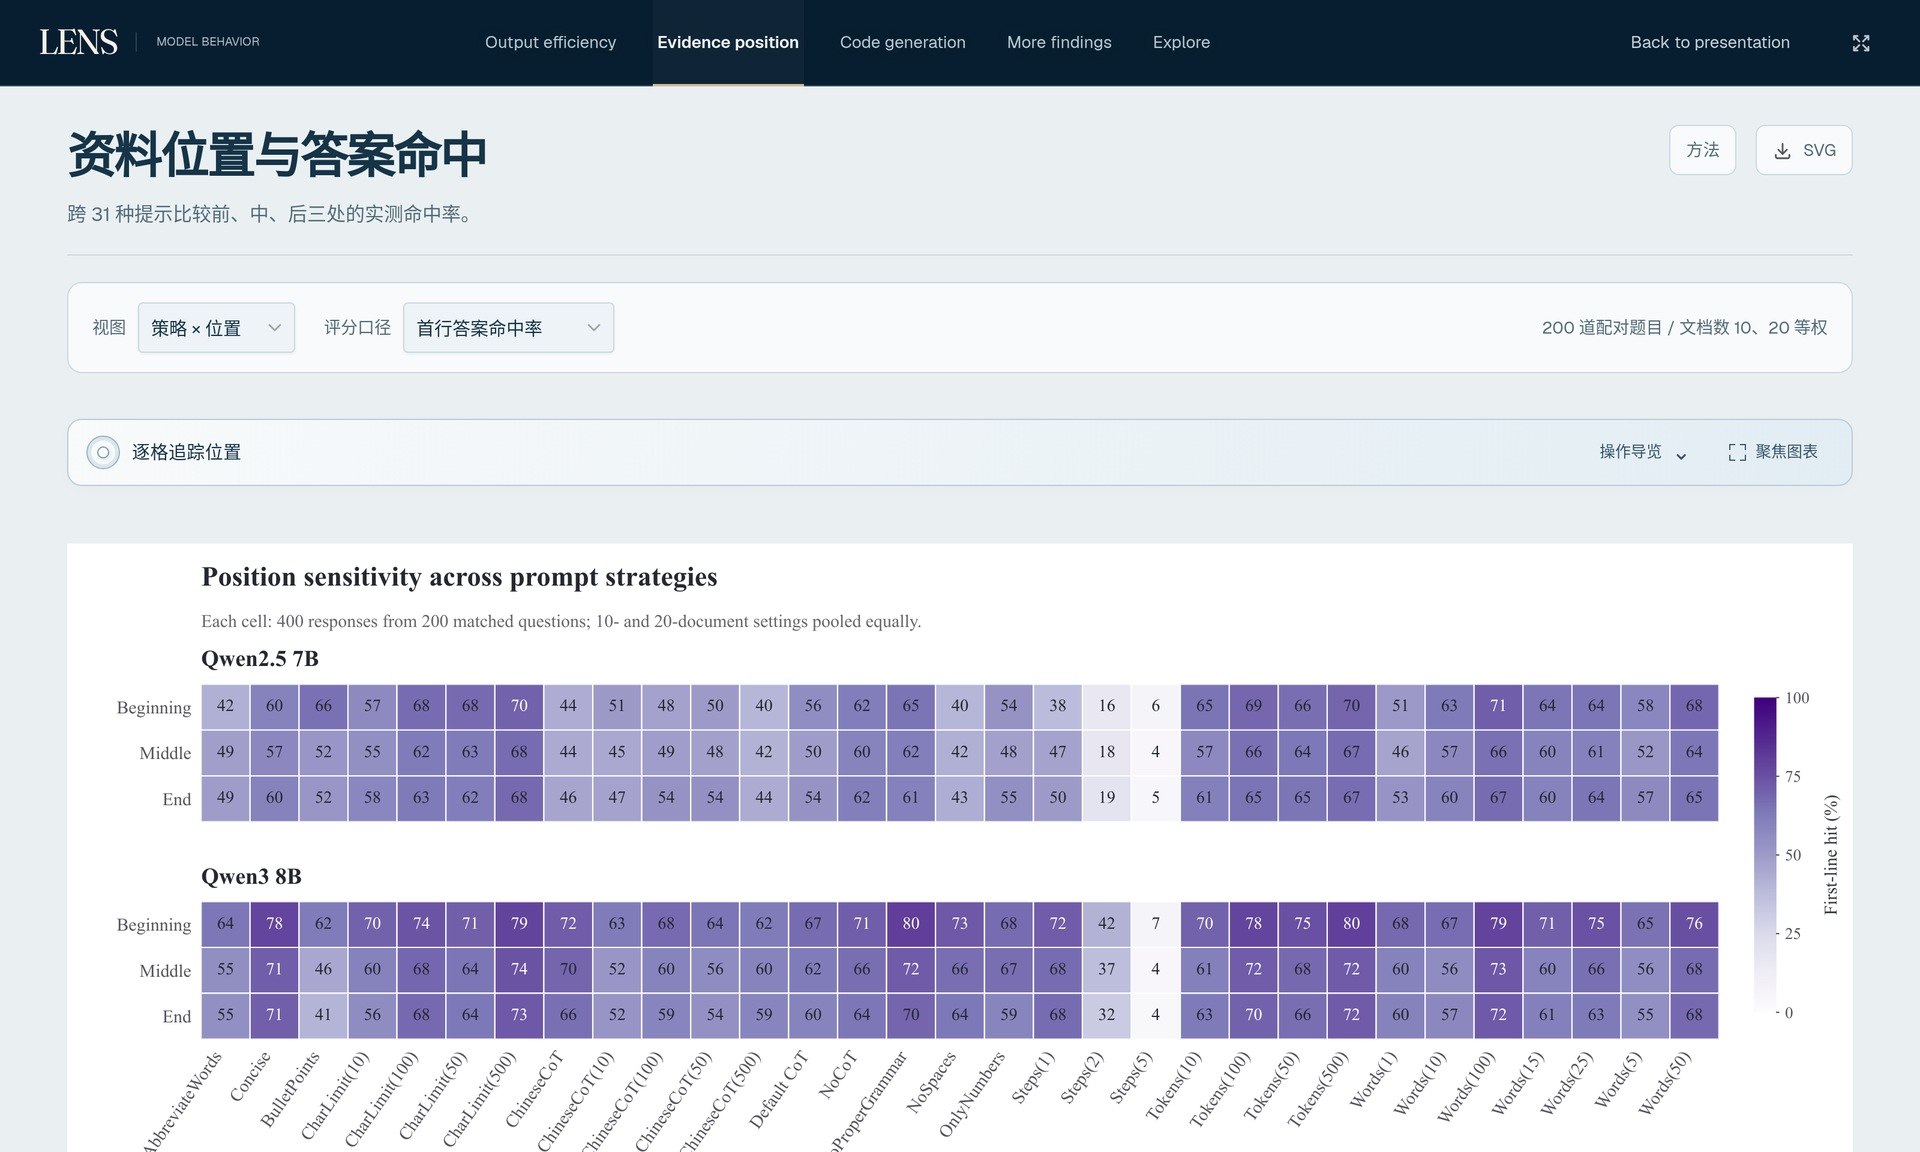 LENS
MODEL BEHAVIOR
Output efficiency
Evidence position
Code generation
More findings
Explore
Back to presentation
资料位置与答案命中
方法
SVG
跨 31 种提示比较前、中、后三处的实测命中率。
视图
策略 × 位置
评分口径
首行答案命中率
200 道配对题目 / 文档数 10、20 等权
逐格追踪位置
操作导览
聚焦图表
Position sensitivity across prompt strategies
Each cell: 400 responses from 200 matched questions; 10- and 20-document settings pooled equally.
Qwen2.5 7B
Beginning 42 60 66 57 68 68 70 44 51 48 50 40 56 62 65 40 54 38 16 6 65 69 66 70 51 63 71 64 64 58 68
Middle 49 57 52 55 62 63 68 44 45 49 48 42 50 60 62 42 48 47 18 4 57 66 64 67 46 57 66 60 61 52 64
End 49 60 52 58 63 62 68 46 47 54 54 44 54 62 61 43 55 50 19 5 61 65 65 67 53 60 67 60 64 57 65
Qwen3 8B
Beginning 64 78 62 70 74 71 79 72 63 68 64 62 67 71 80 73 68 72 42 7 70 78 75 80 68 67 79 71 75 65 76
Middle 55 71 46 60 68 64 74 70 52 60 56 60 62 66 72 66 67 68 37 4 61 72 68 72 60 56 73 60 66 56 68
End 55 71 41 56 68 64 73 66 52 59 54 59 60 64 70 64 59 68 32 4 63 70 66 72 60 57 72 61 63 55 68
AbbreviateWords
Concise
BulletPoints
CharLimit(10)
CharLimit(100)
CharLimit(50)
CharLimit(500)
ChineseCoT
ChineseCoT(10)
ChineseCoT(100)
ChineseCoT(50)
ChineseCoT(500)
Default CoT
NoCoT
oProperGrammar
NoSpaces
OnlyNumbers
Steps(1)
Steps(2)
Steps(5)
Tokens(10)
Tokens(100)
Tokens(50)
Tokens(500)
Words(1)
Words(10)
Words(100)
Words(15)
Words(25)
Words(5)
Words(50)
100
75
50
25
0
First-line hit (%)